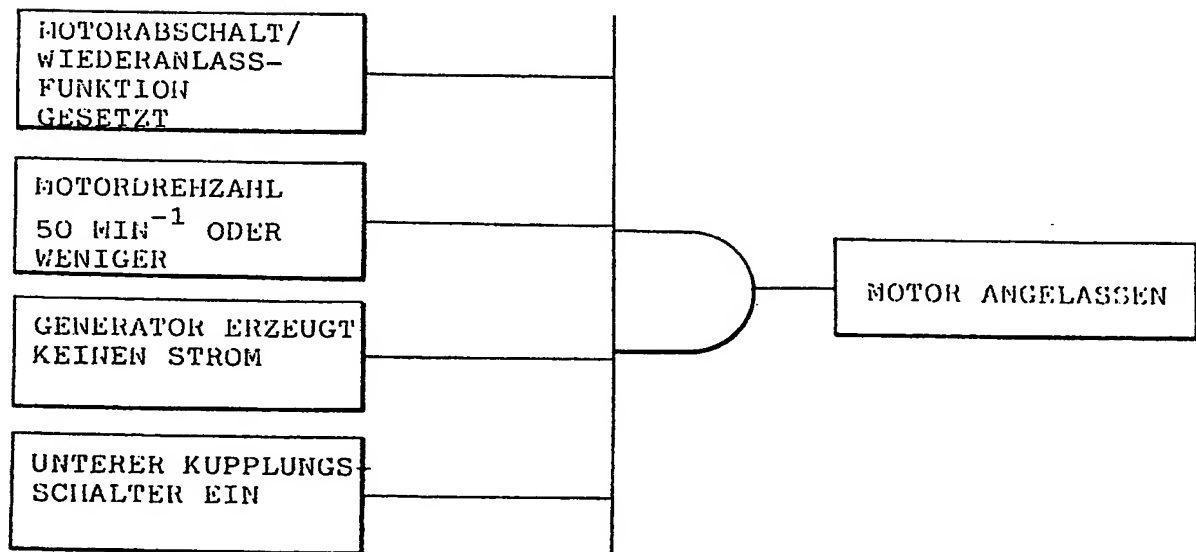 MOTORABSCHALT/
WIEDERANLASS-
FUNKTION
GESETZT
MOTORDREHZAHL
50 MIN⁻¹ ODER
WENIGER
GENERATOR ERZEUGT
KEINEN STROM
UNTERER KUPPLUNGS-
SCHALTER EIN
MOTOR ANGELASSEN